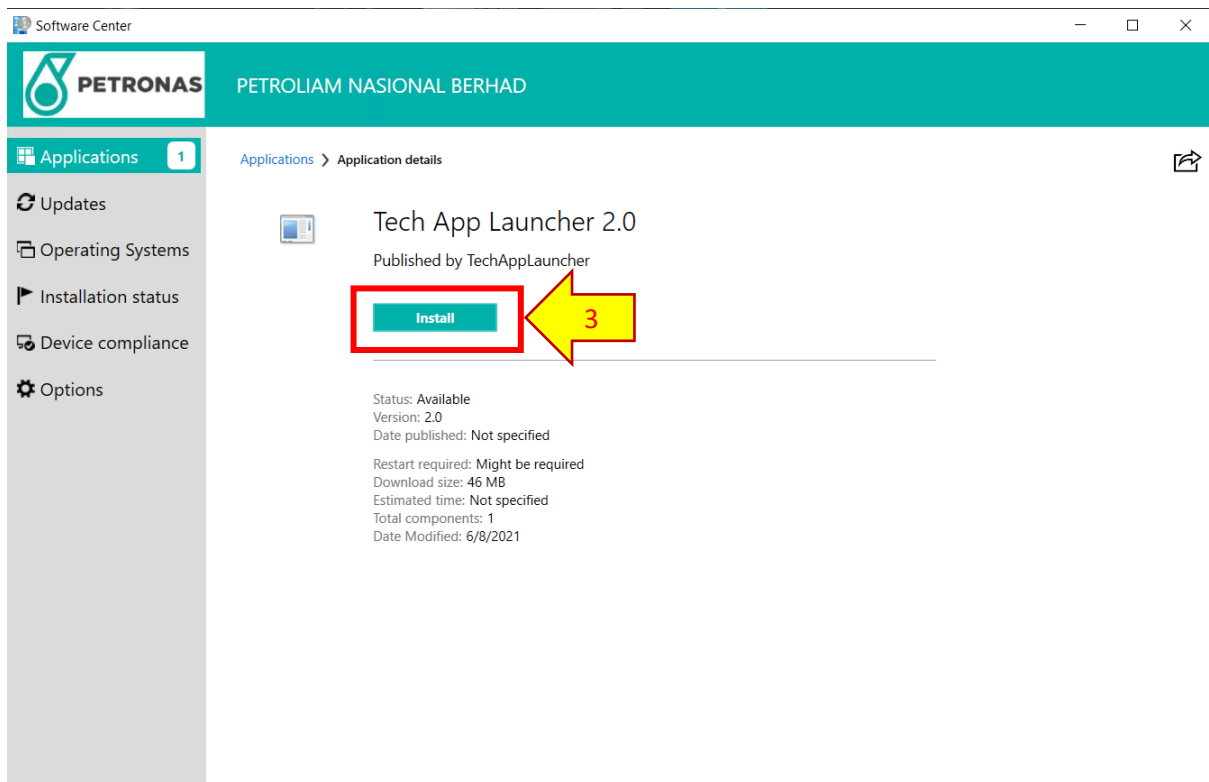 Software Center
PETRONAS
PETROLIAM NASIONAL BERHAD
Applications 1
Updates
Operating Systems
Installation status
Device compliance
Options
Applications ❯ Application details
Tech App Launcher 2.0
Published by TechAppLauncher
Install
3
Status: Available
Version: 2.0
Date published: Not specified
Restart required: Might be required
Download size: 46 MB
Estimated time: Not specified
Total components: 1
Date Modified: 6/8/2021